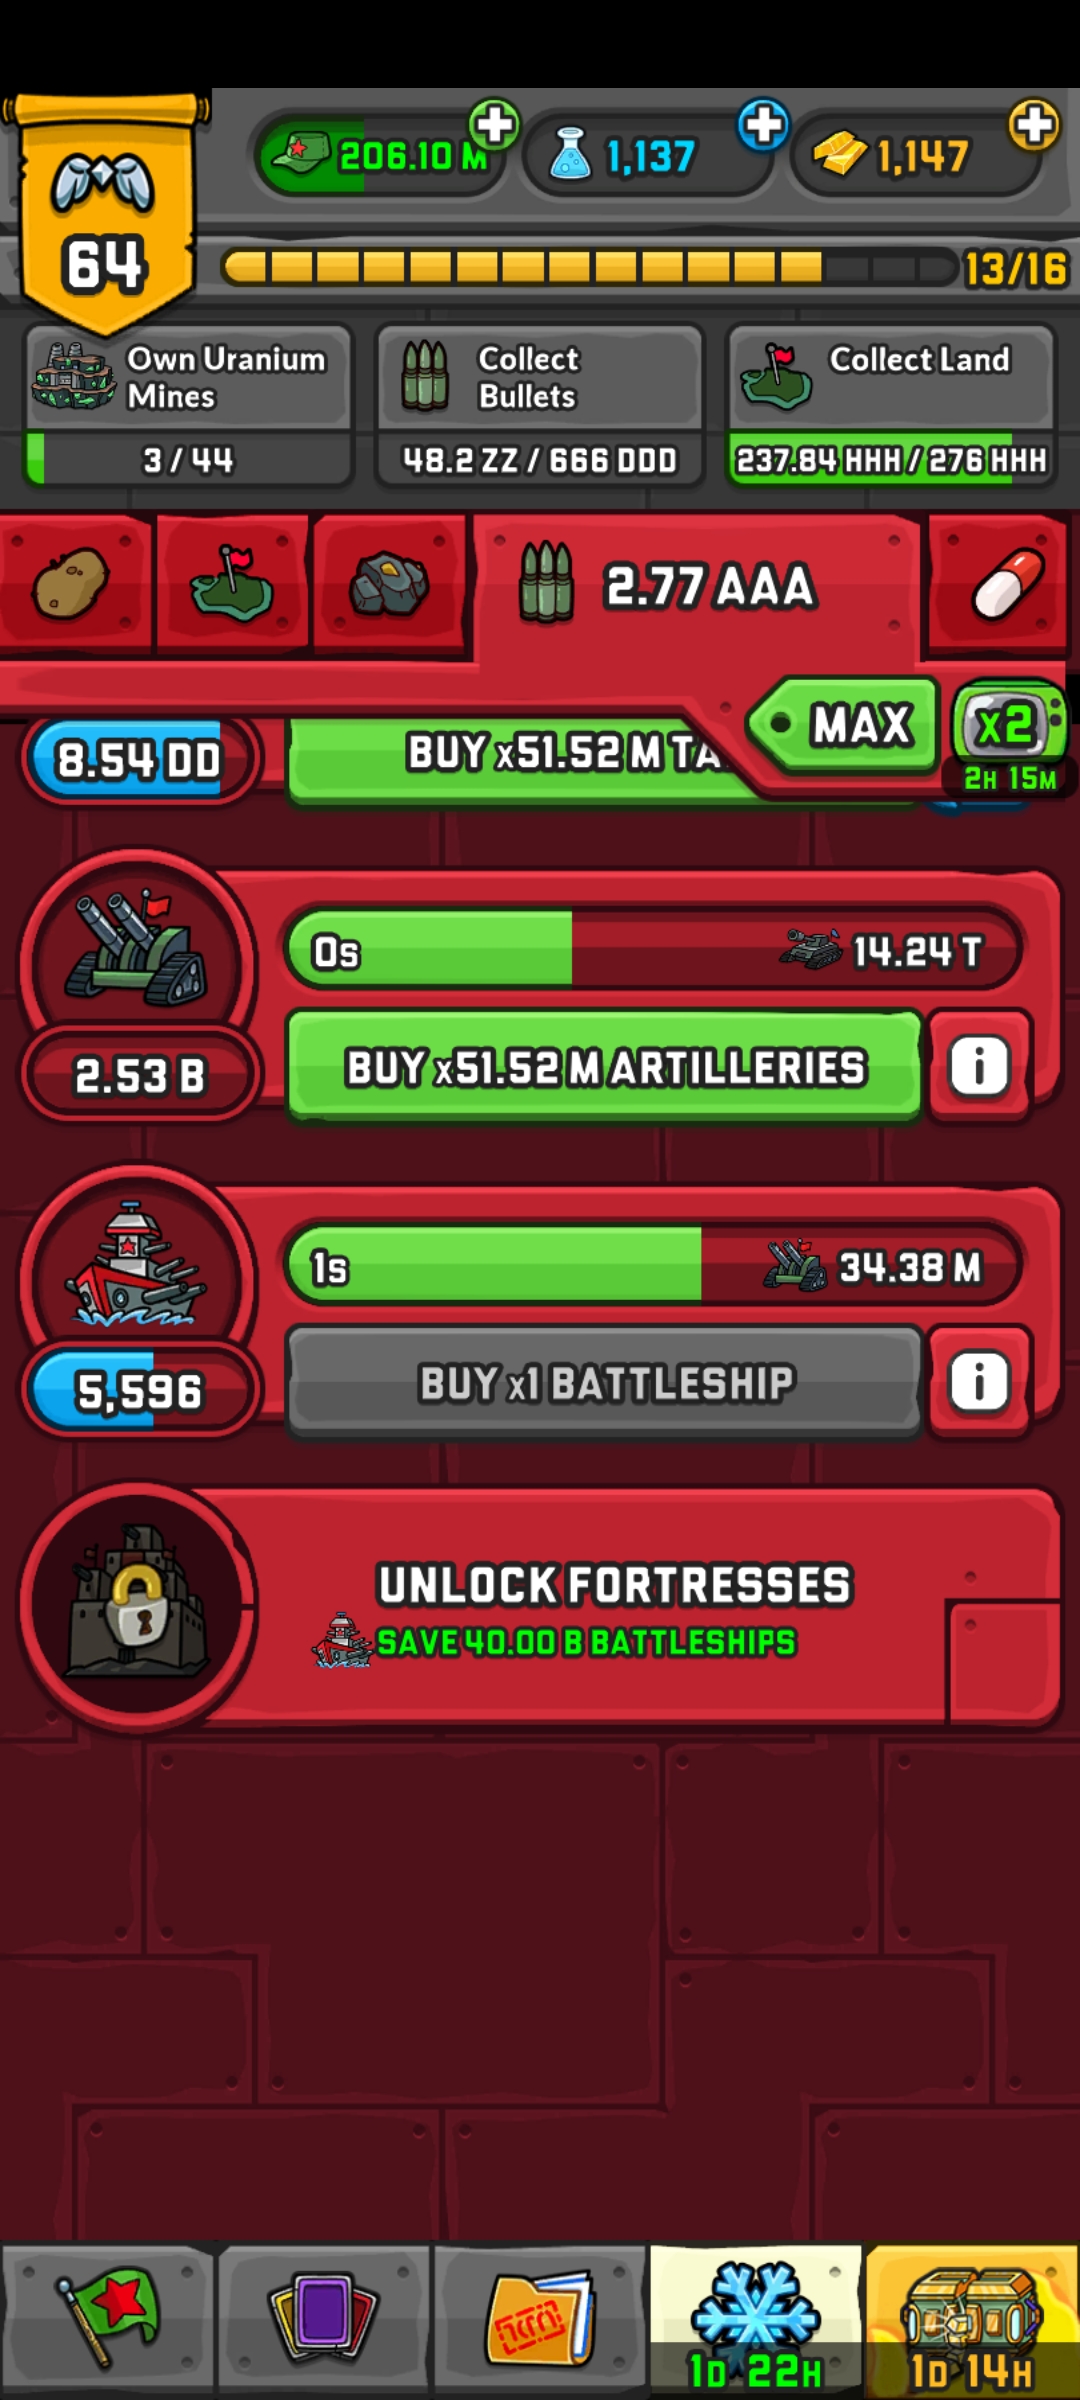 206.10 M
1,137
1,147
64
13/16
Own Uranium
Mines
3 / 44
Collect
Bullets
48.2 ZZ / 666 DDD
Collect Land
237.84 HHH / 276 HHH
2.77 AAA
MAX
x2
2H 15M
8.54 DD
BUY x51.52 M TA
0s
14.24 T
2.53 B
BUY x51.52 M ARTILLERIES
i
1s
34.38 M
5,596
BUY x1 BATTLESHIP
i
UNLOCK FORTRESSES
SAVE 40.00 B BATTLESHIPS
1D 22H
1D 14H